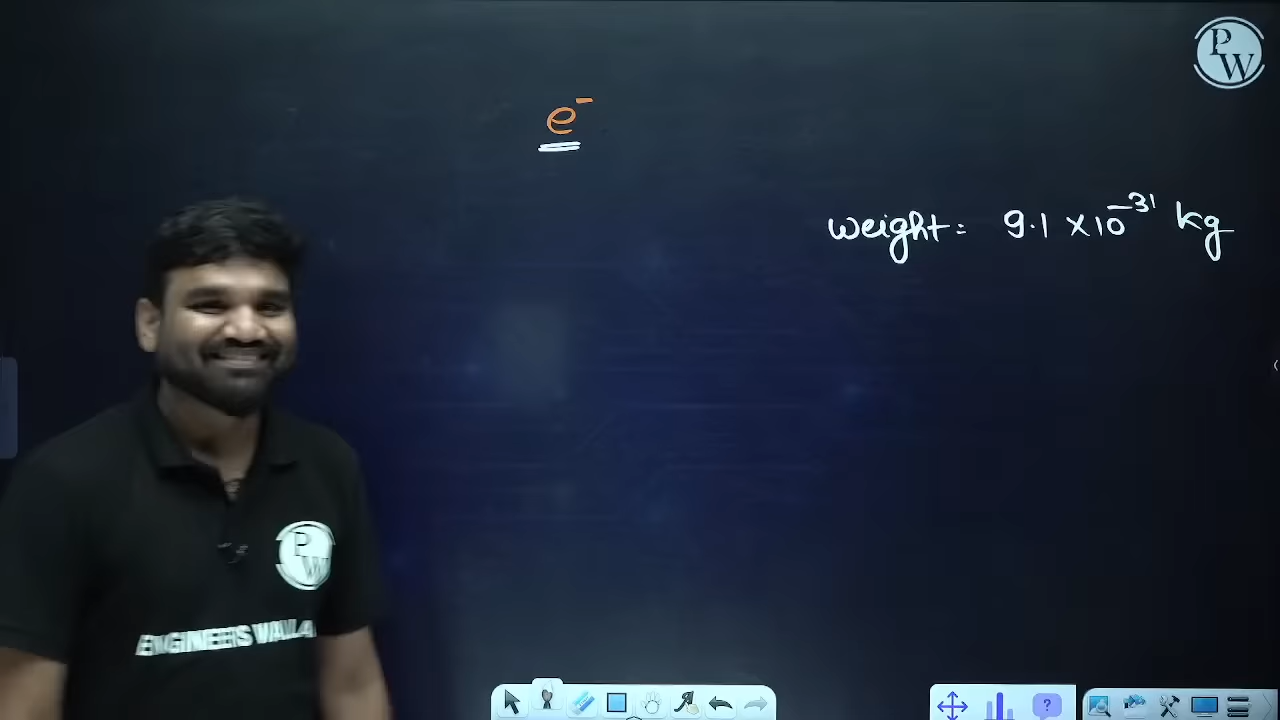 PW
e⁻
weight: 9.1 ×10⁻³¹ kg
PW
ENGINEERS WALLA
?